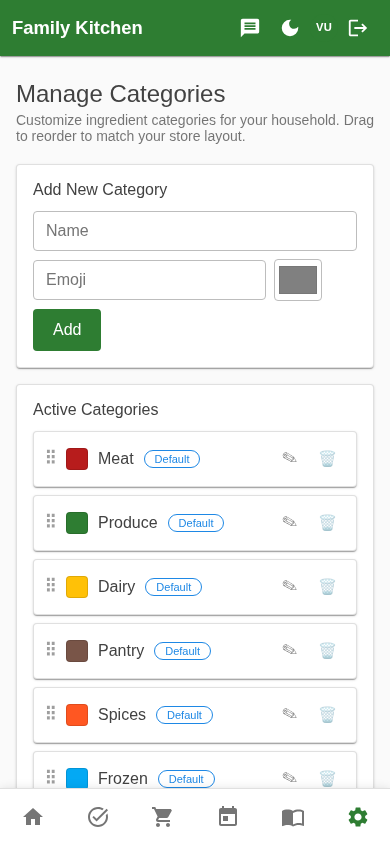 Family Kitchen VU
Manage Categories
Customize ingredient categories for your household. Drag
to reorder to match your store layout.
Add New Category
Name
Emoji
Add
Active Categories
Meat Default
Produce Default
Dairy Default
Pantry Default
Spices Default
Frozen Default